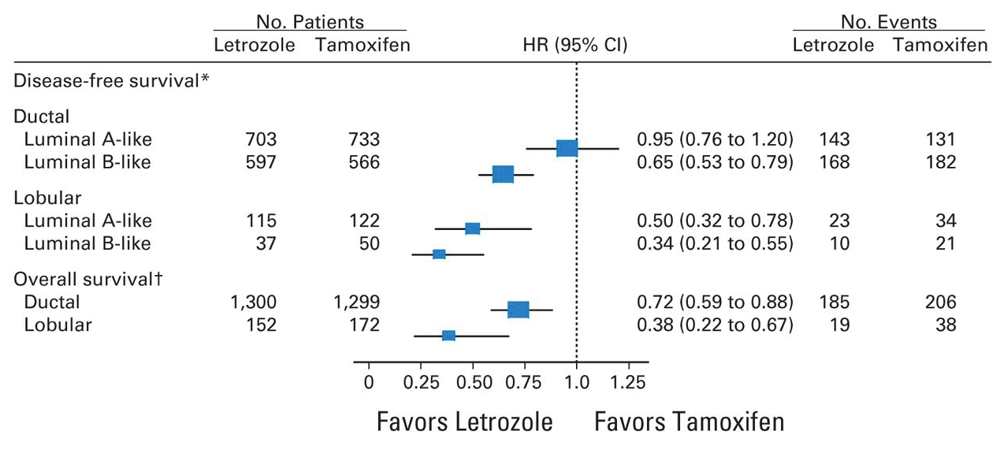 No. Patients No. Events
Letrozole Tamoxifen HR (95% CI) Letrozole Tamoxifen
Disease-free survival*
Ductal
Luminal A-like 703 733 0.95 (0.76 to 1.20) 143 131
Luminal B-like 597 566 0.65 (0.53 to 0.79) 168 182
Lobular
Luminal A-like 115 122 0.50 (0.32 to 0.78) 23 34
Luminal B-like 37 50 0.34 (0.21 to 0.55) 10 21
Overall survival†
Ductal 1,300 1,299 0.72 (0.59 to 0.88) 185 206
Lobular 152 172 0.38 (0.22 to 0.67) 19 38
0 0.25 0.50 0.75 1.0 1.25
Favors Letrozole Favors Tamoxifen